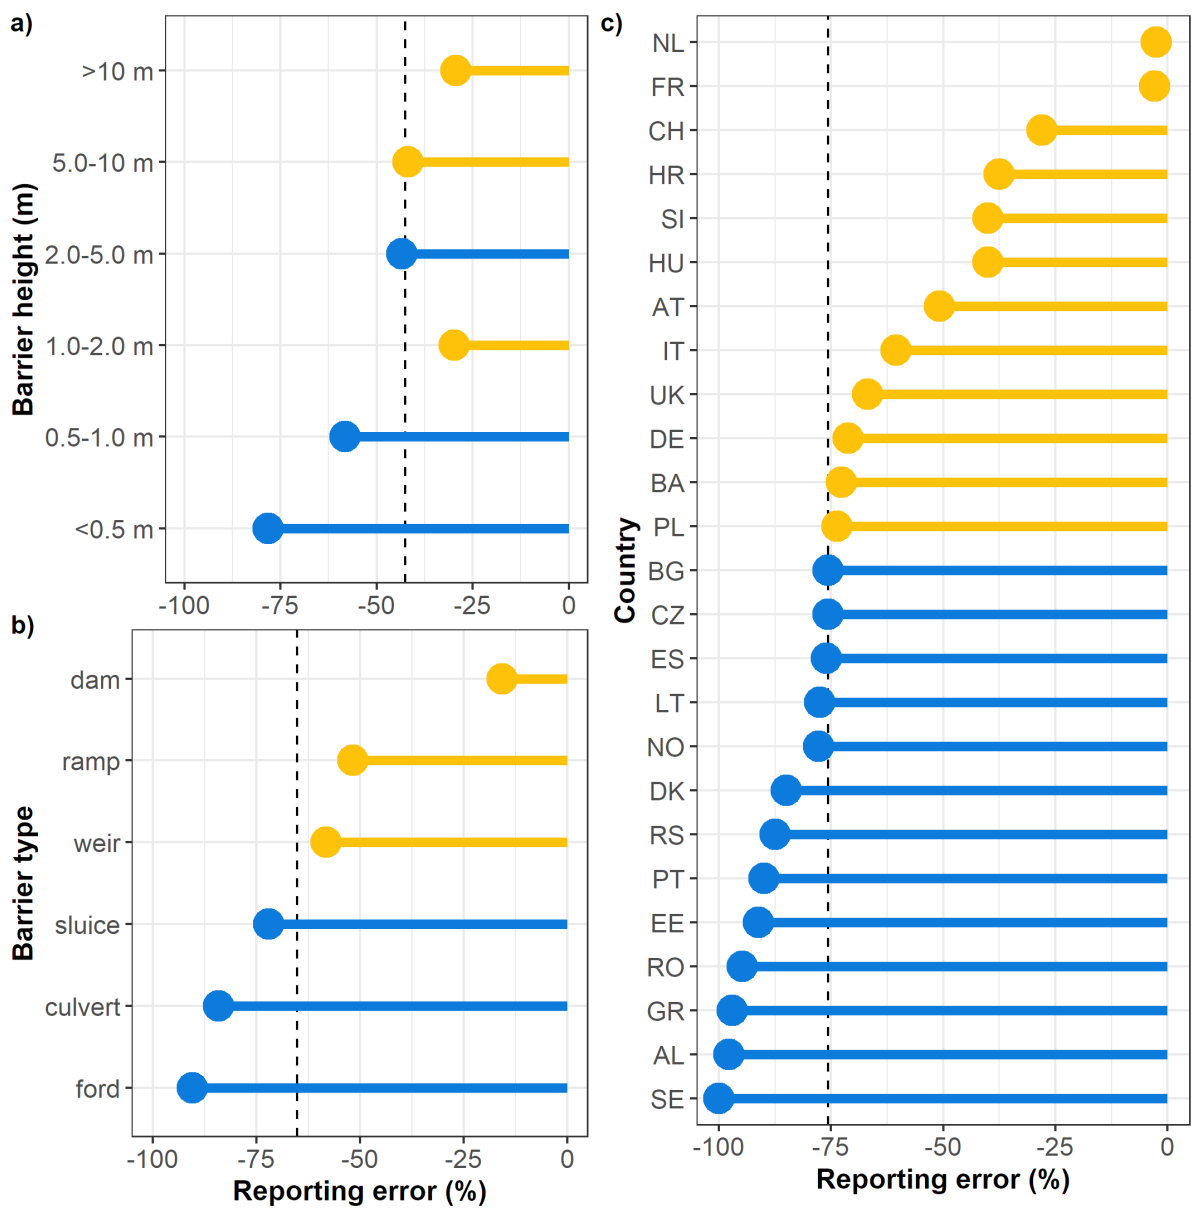 a)
Barrier height (m)
>10 m
5.0-10 m
2.0-5.0 m
1.0-2.0 m
0.5-1.0 m
<0.5 m
-100 -75 -50 -25 0
b)
Barrier type
dam
ramp
weir
sluice
culvert
ford
-100 -75 -50 -25 0
Reporting error (%)
c)
Country
NL
FR
CH
HR
SI
HU
AT
IT
UK
DE
BA
PL
BG
CZ
ES
LT
NO
DK
RS
PT
EE
RO
GR
AL
SE
-100 -75 -50 -25 0
Reporting error (%)